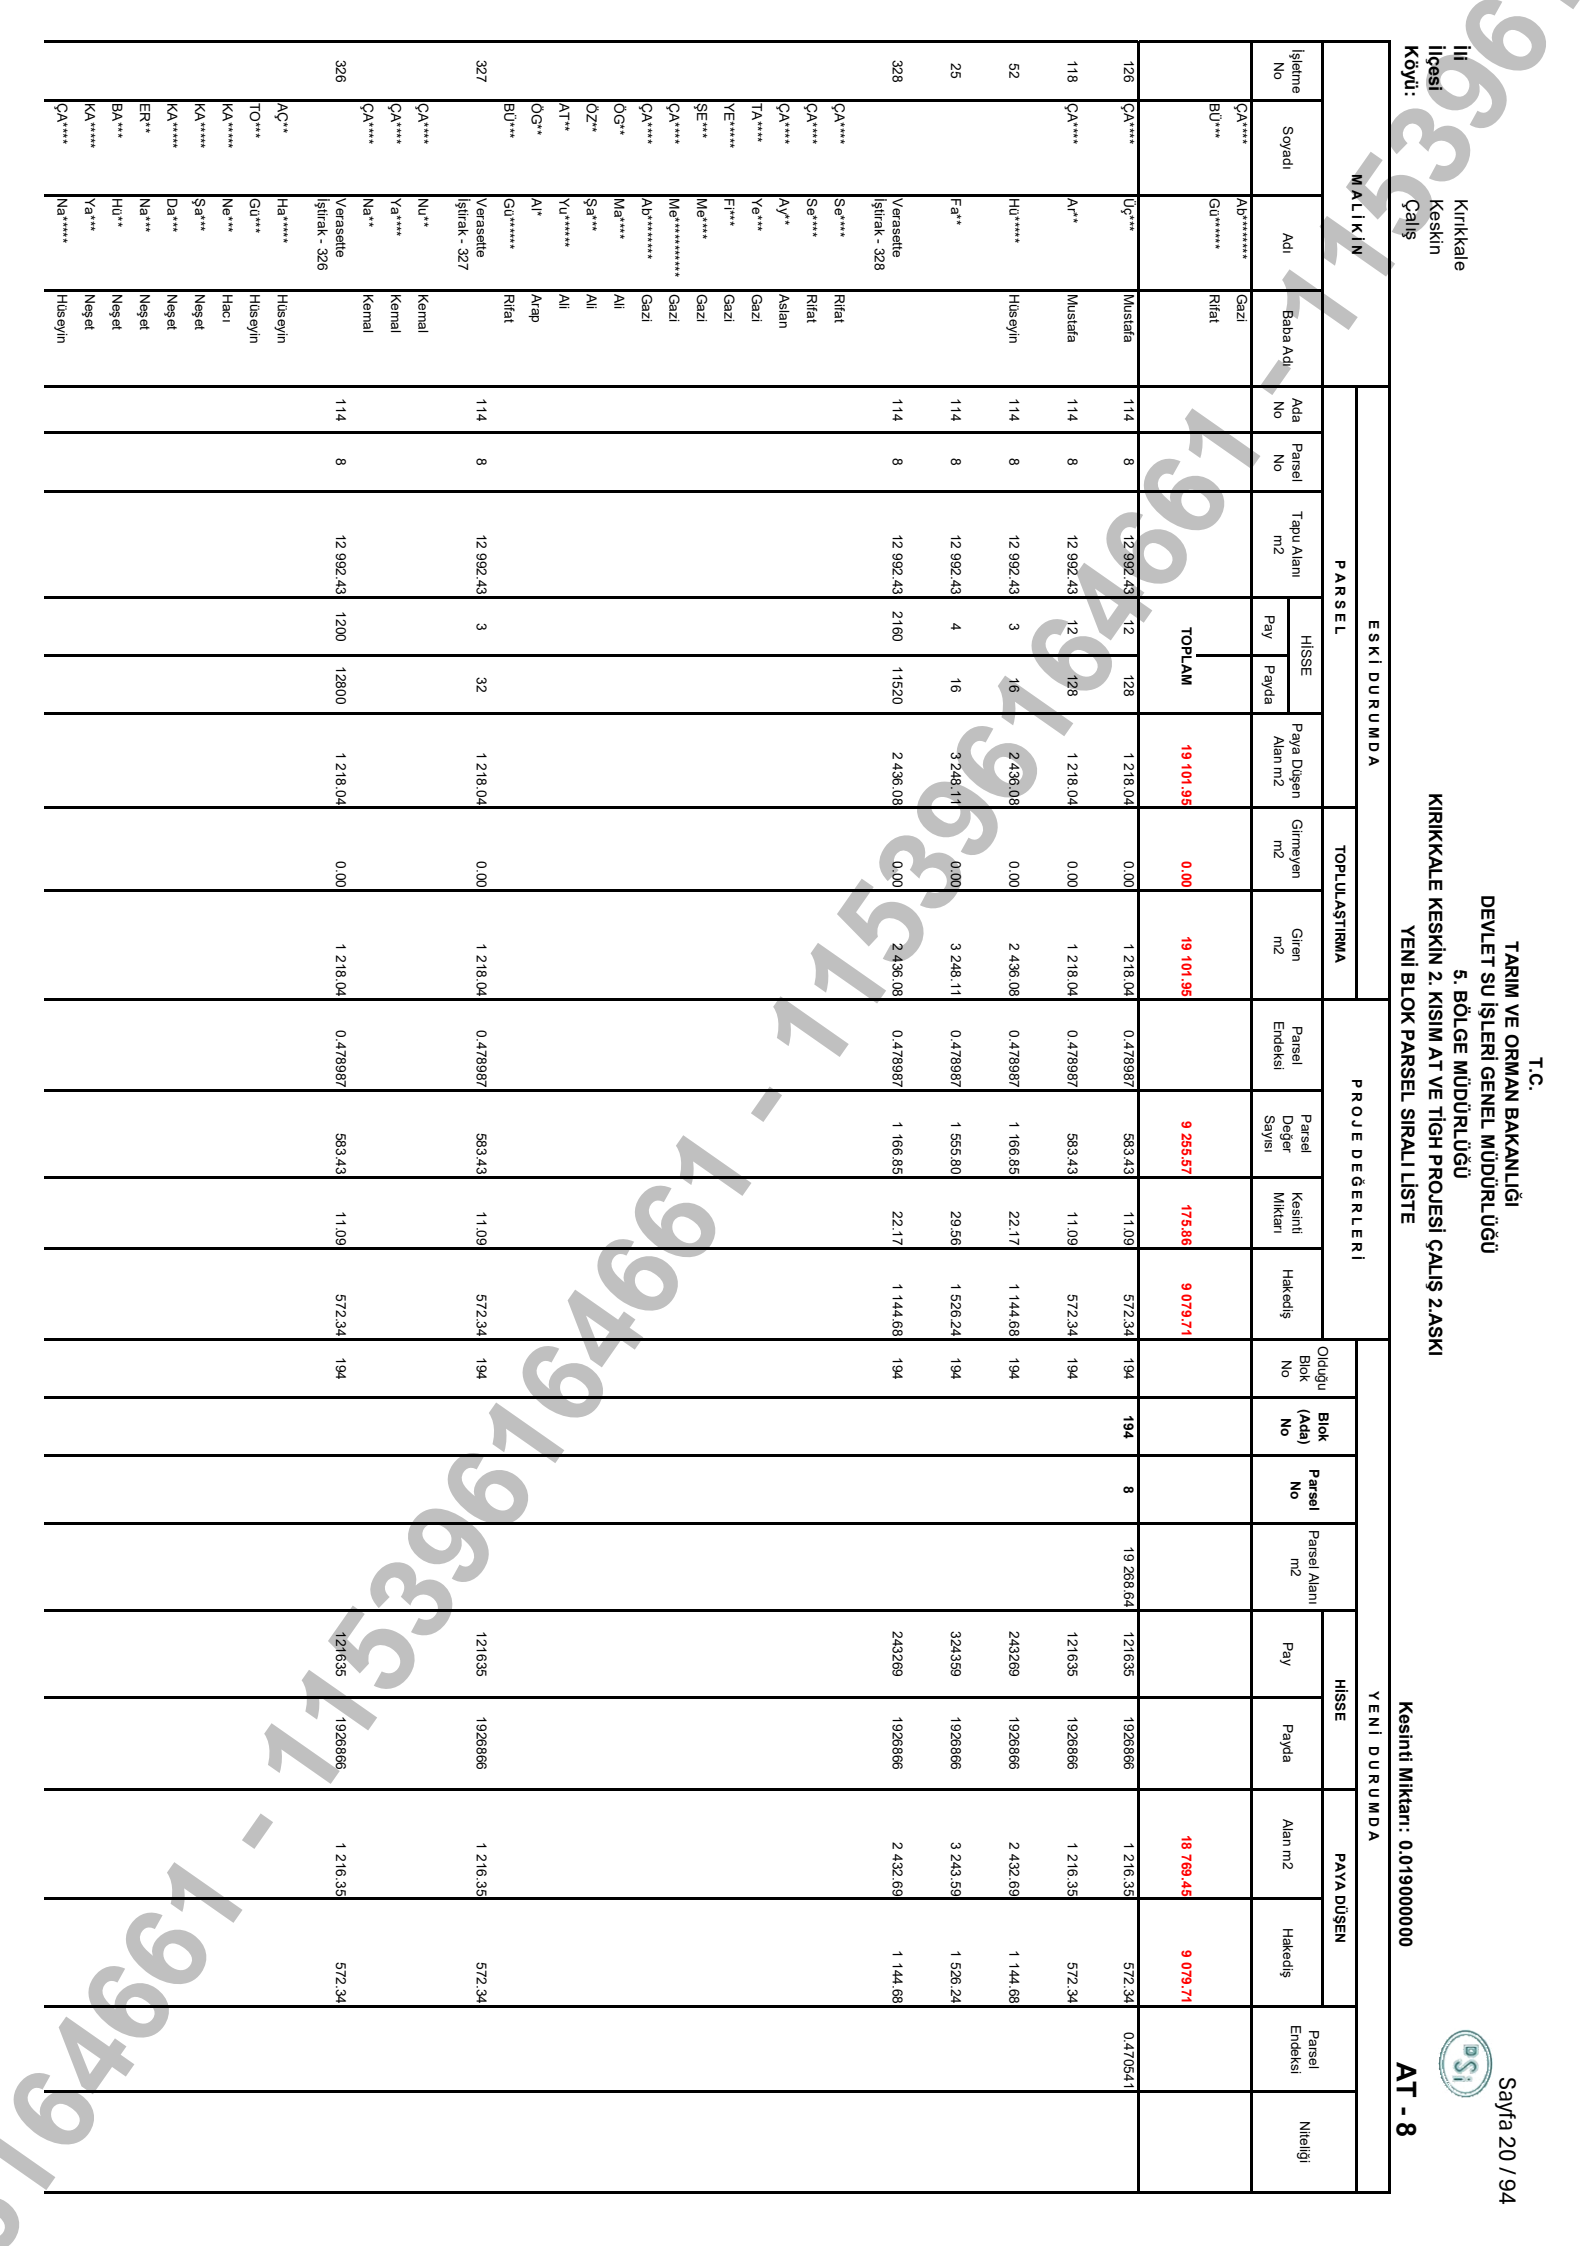 Sayfa 20 / 94
T.C.
TARIM VE ORMAN BAKANLIĞI
DEVLET SU İŞLERİ GENEL MÜDÜRLÜĞÜ
5. BÖLGE MÜDÜRLÜĞÜ
KIRIKKALE KESKİN 2. KISIM AT VE TİGH PROJESİ ÇALIŞ 2.ASKI
YENİ BLOK PARSEL SIRALI LİSTE
İli Kırıkkale
İlçesi Keskin
Köyü: Çalış
Kesinti Miktarı: 0.019000000
DSİ
AT - 8
ESKİ DURUMDA YENİ DURUMDA
MALİKİN PARSEL TOPLULAŞTIRMA PROJE DEĞERLERİ HİSSE PAYA DÜŞEN
İşletme No Soyadı Adı Baba Adı Ada No Parsel No Tapu Alanı m2 HİSSE Pay Payda Paya Düşen Alan m2 Girmeyen m2 Giren m2 Parsel Endeksi Parsel Değer Sayısı Kesinti Miktarı Hakediş Olduğu Blok No Blok (Ada) No Parsel No Parsel Alanı m2 Pay Payda Alan m2 Hakediş Parsel Endeksi Niteliği
ÇA**** Ab******** Gazi
BÜ*** Gü****** Rifat
TOPLAM 19 101.95 0.00 19 101.95 9 255.57 175.86 9 079.71 18 769.45 9 079.71
126 ÇA**** Üç*** Mustafa 114 8 12 992.43 12 128 1 218.04 0.00 1 218.04 0.478987 583.43 11.09 572.34 194 194 8 19 268.64 121635 1926866 1 216.35 572.34 0.470541
118 ÇA**** Ar** Mustafa 114 8 12 992.43 12 128 1 218.04 0.00 1 218.04 0.478987 583.43 11.09 572.34 194 121635 1926866 1 216.35 572.34
52 Hü***** Hüseyin 114 8 12 992.43 3 16 2 436.08 0.00 2 436.08 0.478987 1 166.85 22.17 1 144.68 194 243269 1926866 2 432.69 1 144.68
25 Fa** 114 8 12 992.43 4 16 3 248.11 0.00 3 248.11 0.478987 1 555.80 29.56 1 526.24 194 324359 1926866 3 243.59 1 526.24
328 Verasette İştirak - 328 114 8 12 992.43 2160 11520 2 436.08 0.00 2 436.08 0.478987 1 166.85 22.17 1 144.68 194 243269 1926866 2 432.69 1 144.68
ÇA**** Se**** Rifat
ÇA**** Se**** Rifat
ÇA**** Ay** Aslan
TA**** Ye*** Gazi
YE***** Fi*** Gazi
ŞE*** Me**** Gazi
ÇA**** Me*********** Gazi
ÇA**** Ab******** Gazi
ÖG** Ma**** Ali
ÖZ** Şa*** Ali
AT** Yu****** Ali
ÖG** Al* Arap
BÜ*** Gü****** Rifat
327 Verasette İştirak - 327 114 8 12 992.43 3 32 1 218.04 0.00 1 218.04 0.478987 583.43 11.09 572.34 194 121635 1926866 1 216.35 572.34
ÇA**** Nu** Kemal
ÇA**** Ya**** Kemal
ÇA**** Na** Kemal
326 Verasette İştirak - 326 114 8 12 992.43 1200 12800 1 218.04 0.00 1 218.04 0.478987 583.43 11.09 572.34 194 121635 1926866 1 216.35 572.34
AÇ** Ha***** Hüseyin
TO*** Gü*** Hüseyin
KA***** Ne*** Hacı
KA***** Şa*** Neşet
KA***** Da*** Neşet
ER** Na*** Neşet
BA*** Hü** Neşet
KA***** Ya*** Neşet
ÇA**** Na***** Hüseyin
11539616461 - 11539616461 - 11539616461